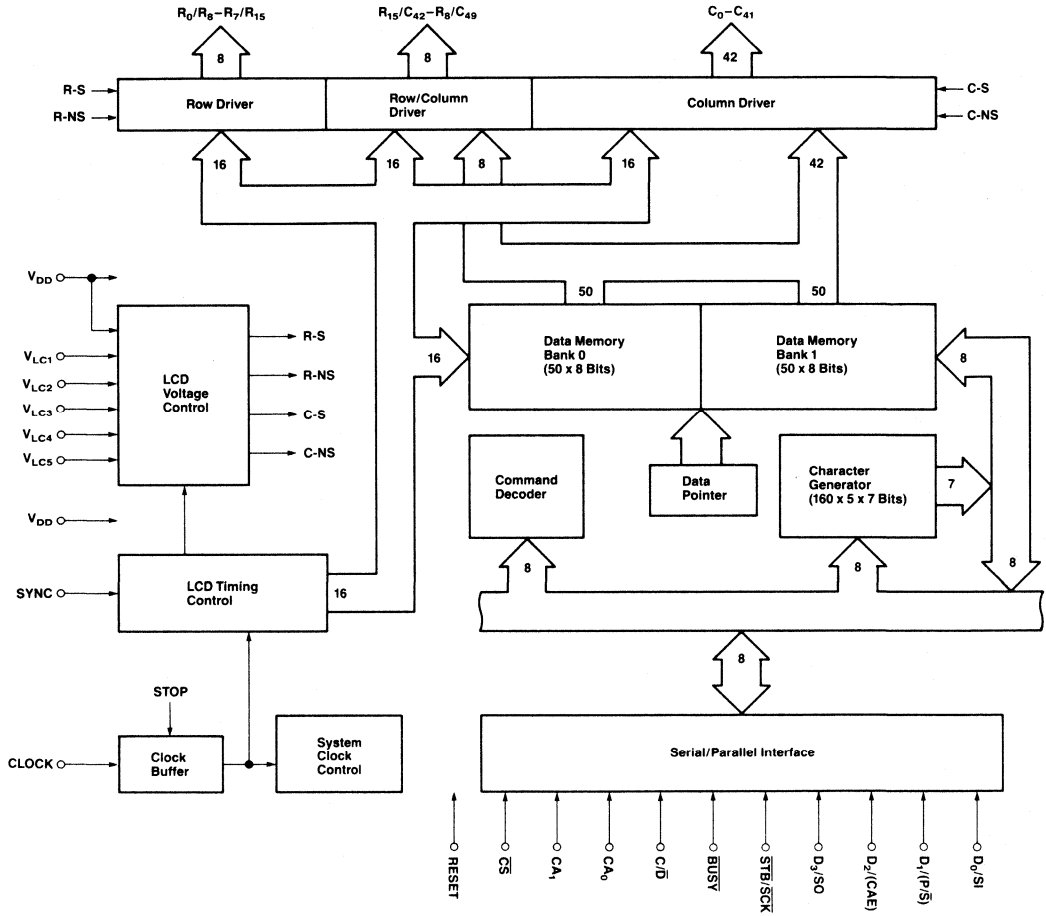 R0/R8–R7/R15
R15/C42–R8/C49
C0–C41
8
8
42
R-S
R-NS
Row Driver
Row/Column
Driver
Column Driver
C-S
C-NS
16
16
8
16
42
VDD
50
50
VLC1
VLC2
VLC3
VLC4
VLC5
LCD
Voltage
Control
R-S
R-NS
C-S
C-NS
16
Data Memory
Bank 0
(50 x 8 Bits)
Data Memory
Bank 1
(50 x 8 Bits)
8
Command
Decoder
Data
Pointer
Character
Generator
(160 x 5 x 7 Bits)
7
VDD
SYNC
LCD Timing
Control
16
8
8
8
8
STOP
CLOCK
Clock
Buffer
System
Clock
Control
Serial/Parallel Interface
RESET
C̅S̅
CA1
CA0
C/D̅
B̅U̅S̅Y̅
S̅T̅B̅/S̅C̅K̅
D3/SO
D2/(CAE)
D1/(P/S̅)
D0/SI